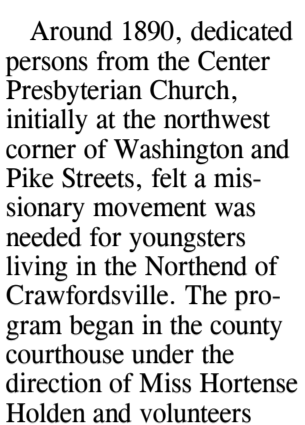 Around 1890, dedicated
persons from the Center
Presbyterian Church,
initially at the northwest
corner of Washington and
Pike Streets, felt a mis-
sionary movement was
needed for youngsters
living in the Northend of
Crawfordsville. The pro-
gram began in the county
courthouse under the
direction of Miss Hortense
Holden and volunteers